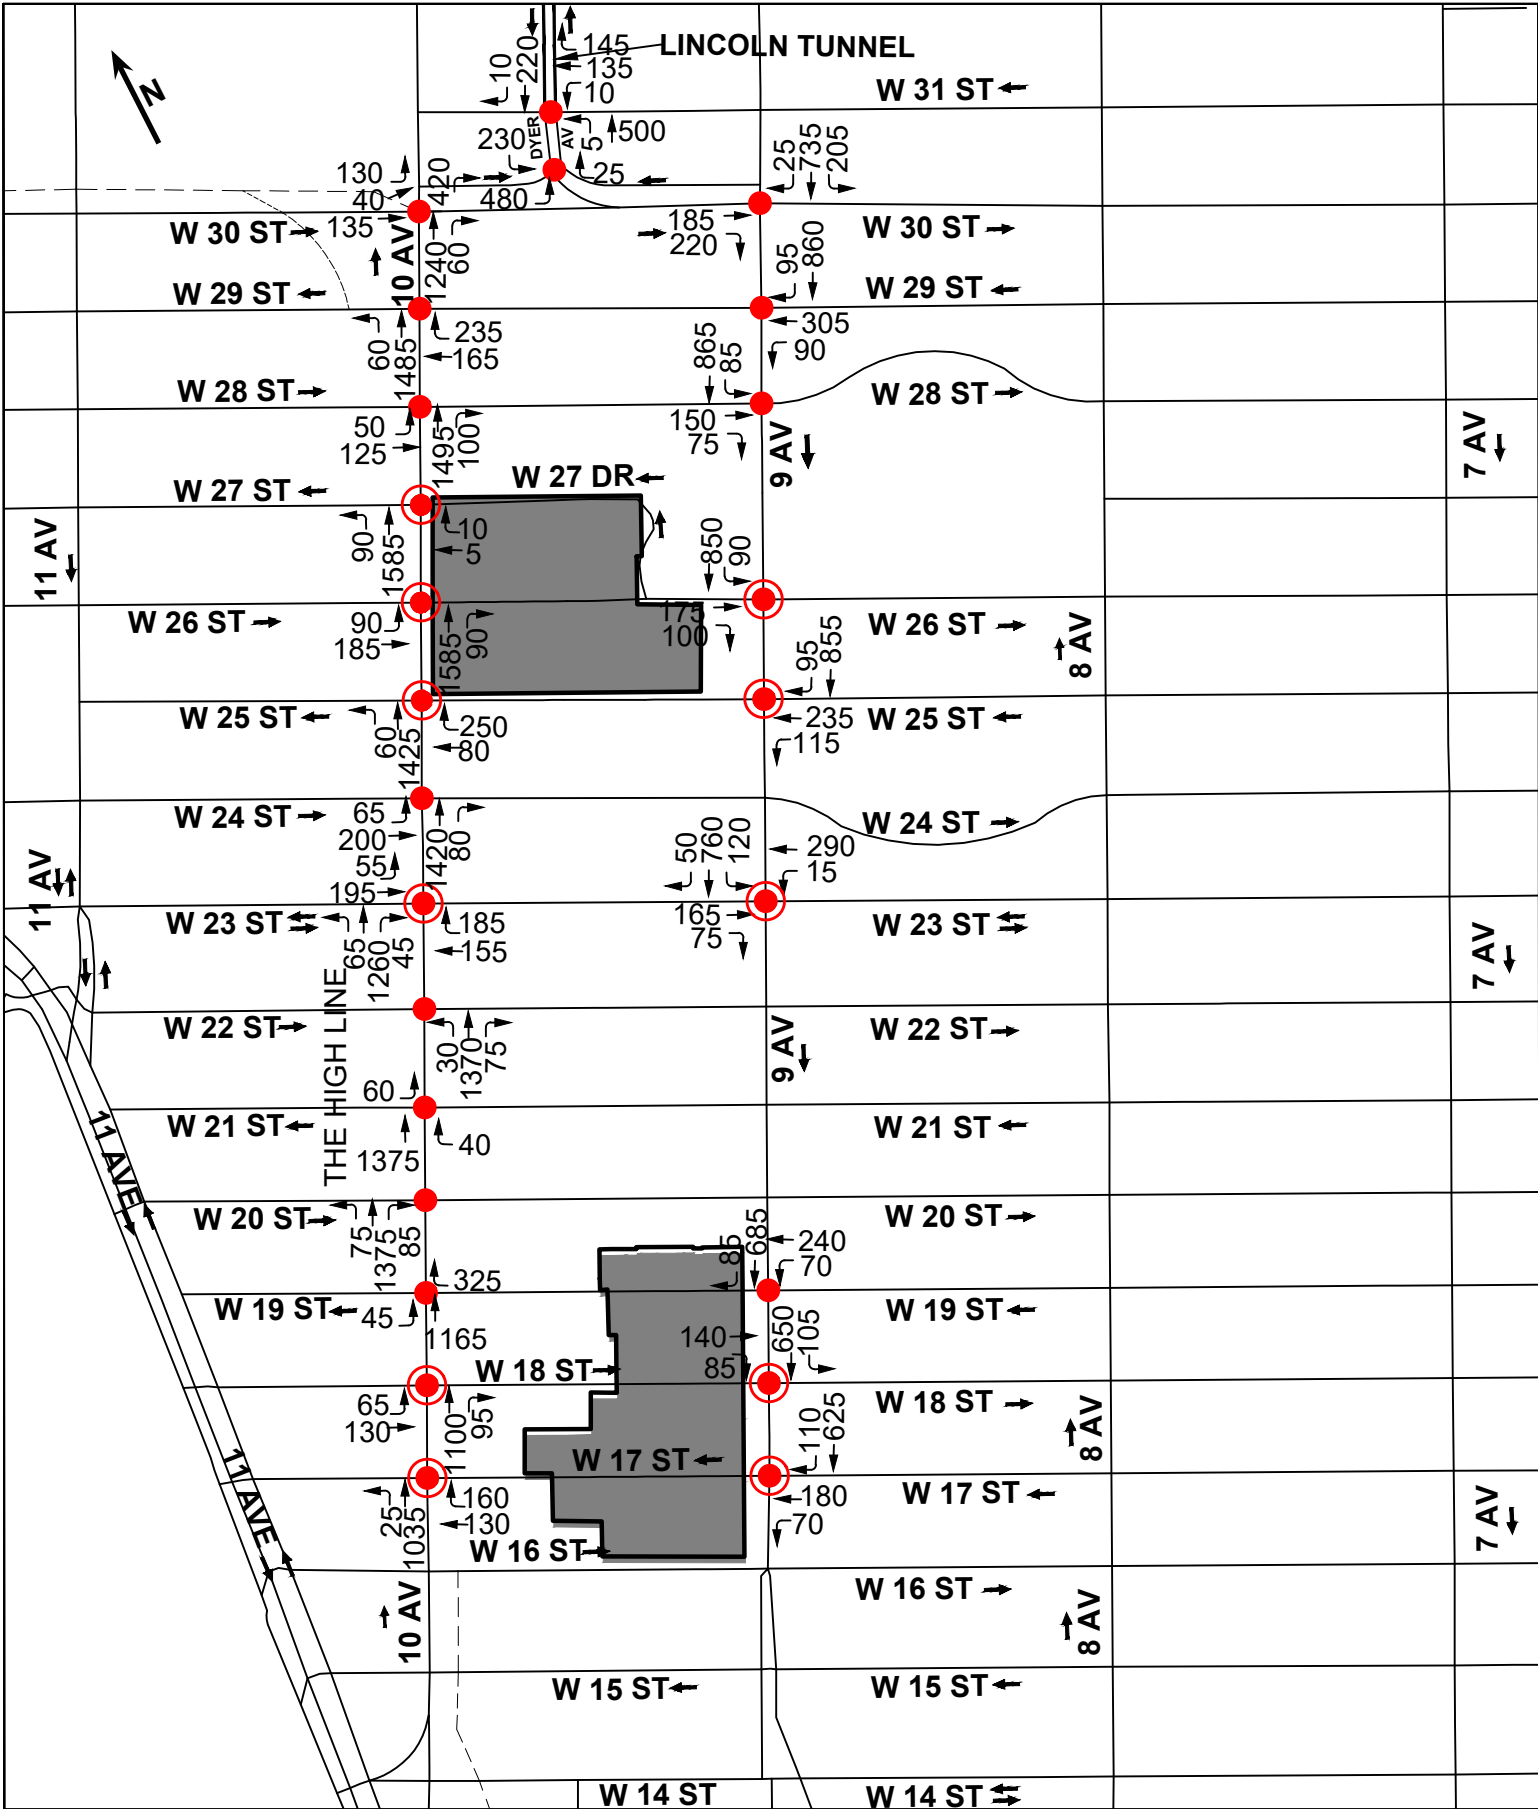 LINCOLN TUNNEL
N
10
220
145
135
10
W 31 ST
DYER
AV
230
5
500
130
40
135
420
480
25
25
735
205
W 30 ST
1240
60
185
220
W 30 ST
10 AV
95
860
W 29 ST
W 29 ST
60
1485
235
165
305
90
865
85
W 28 ST
W 28 ST
50
125
1495
100
150
75
9 AV
7 AV
W 27 DR
W 27 ST
10
5
11 AV
90
1585
850
90
W 26 ST
90
185
1585
90
175
100
W 26 ST
8 AV
95
855
W 25 ST
60
1425
250
80
235
115
W 25 ST
W 24 ST
65
200
55
195
1420
80
50
760
120
290
15
W 24 ST
11 AV
W 23 ST
65
1260
45
185
155
165
75
W 23 ST
7 AV
THE HIGH LINE
W 22 ST
30
1370
75
9 AV
W 22 ST
60
11 AVE
W 21 ST
1375
40
W 21 ST
W 20 ST
75
1375
85
85
685
240
70
W 20 ST
325
W 19 ST
45
1165
140
85
650
105
W 19 ST
W 18 ST
65
130
1100
95
W 18 ST
8 AV
110
625
W 17 ST
11 AVE
25
1035
160
130
180
70
W 17 ST
7 AV
W 16 ST
W 16 ST
10 AV
8 AV
W 15 ST
W 15 ST
W 14 ST
W 14 ST